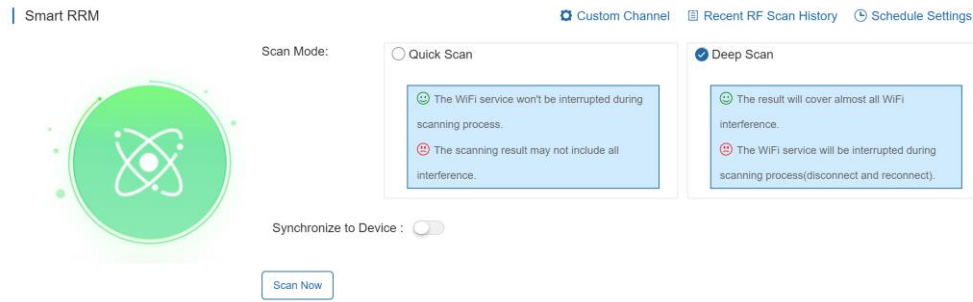 Smart RRM
Custom Channel
Recent RF Scan History
Schedule Settings
Scan Mode:
Quick Scan
The WiFi service won't be interrupted during
scanning process.
The scanning result may not include all
interference.
Deep Scan
The result will cover almost all WiFi
interference.
The WiFi service will be interrupted during
scanning process(disconnect and reconnect).
Synchronize to Device :
Scan Now